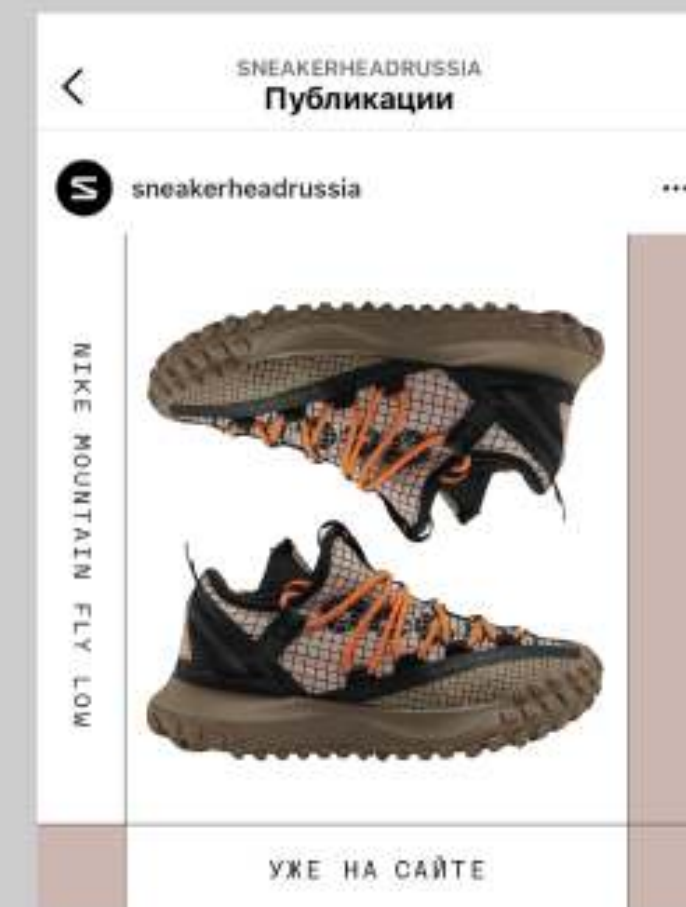 SNEAKERHEADRUSSIA
Публикации
sneakerheadrussia
NIKE MOUNTAIN FLY LOW
УЖЕ НА САЙТЕ